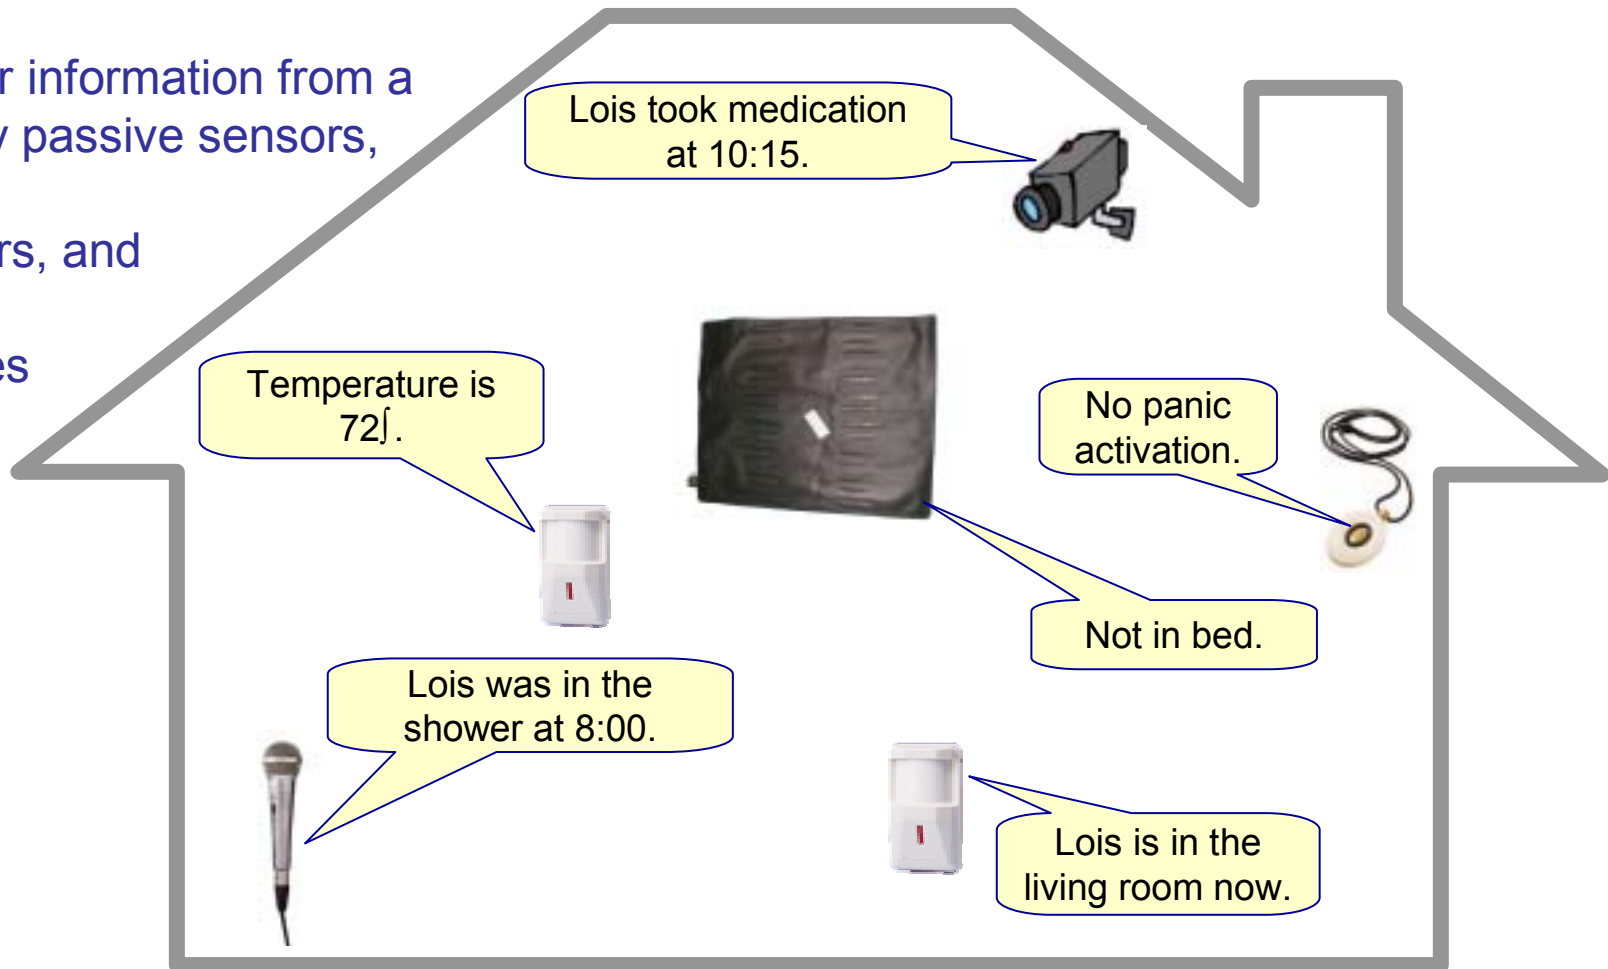 r information from a
y passive sensors,
rs, and
es
Lois took medication
at 10:15.
Temperature is
72∫.
No panic
activation.
Not in bed.
Lois was in the
shower at 8:00.
Lois is in the
living room now.